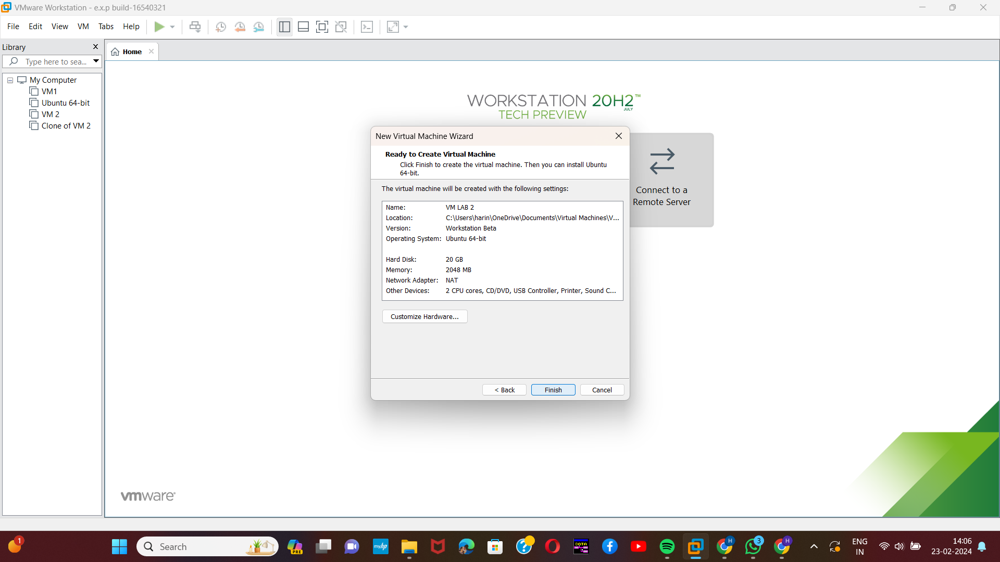 VMware Workstation - e.x.p build-16540321
File Edit View VM Tabs Help
Library
Home
Type here to sea...
My Computer
VM1
Ubuntu 64-bit
VM 2
Clone of VM 2
WORKSTATION 20H2™
JULY
TECH PREVIEW
New Virtual Machine Wizard
Ready to Create Virtual Machine
Click Finish to create the virtual machine. Then you can install Ubuntu
64-bit.
The virtual machine will be created with the following settings:
Name: VM LAB 2
Location: C:\Users\harin\OneDrive\Documents\Virtual Machines\V...
Version: Workstation Beta
Operating System: Ubuntu 64-bit
Hard Disk: 20 GB
Memory: 2048 MB
Network Adapter: NAT
Other Devices: 2 CPU cores, CD/DVD, USB Controller, Printer, Sound C...
Customize Hardware...
< Back Finish Cancel
Connect to a
Remote Server
vmware®
1
Search
PRE
myhp
DATA
H
3
H
ENG
IN
14:06
23-02-2024